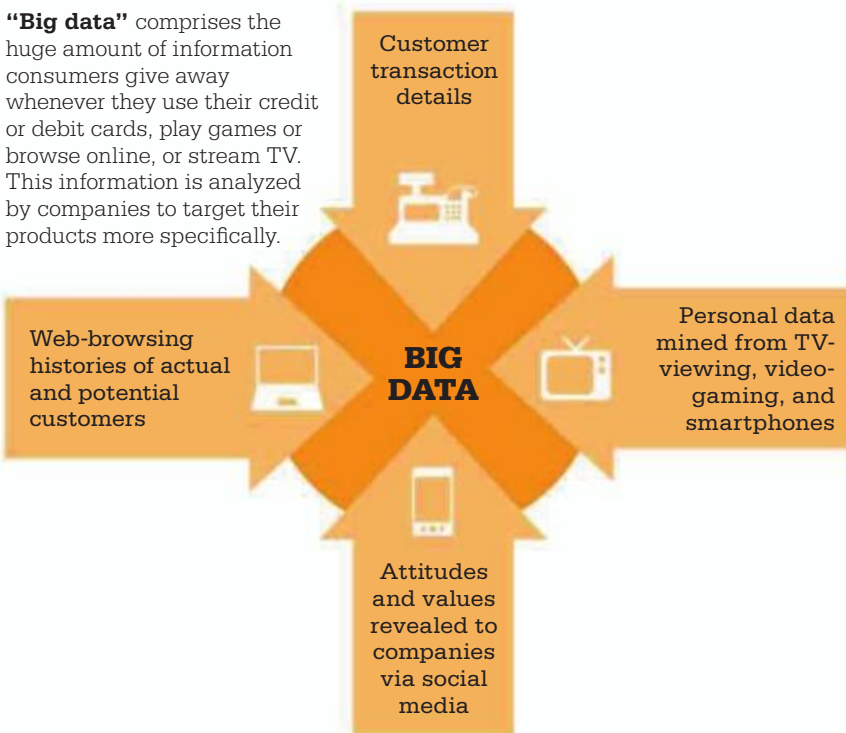 “Big data” comprises the
huge amount of information
consumers give away
whenever they use their credit
or debit cards, play games or
browse online, or stream TV.
This information is analyzed
by companies to target their
products more specifically.
Customer
transaction
details
Web-browsing
histories of actual
and potential
customers
BIG
DATA
Personal data
mined from TV-
viewing, video-
gaming, and
smartphones
Attitudes
and values
revealed to
companies
via social
media